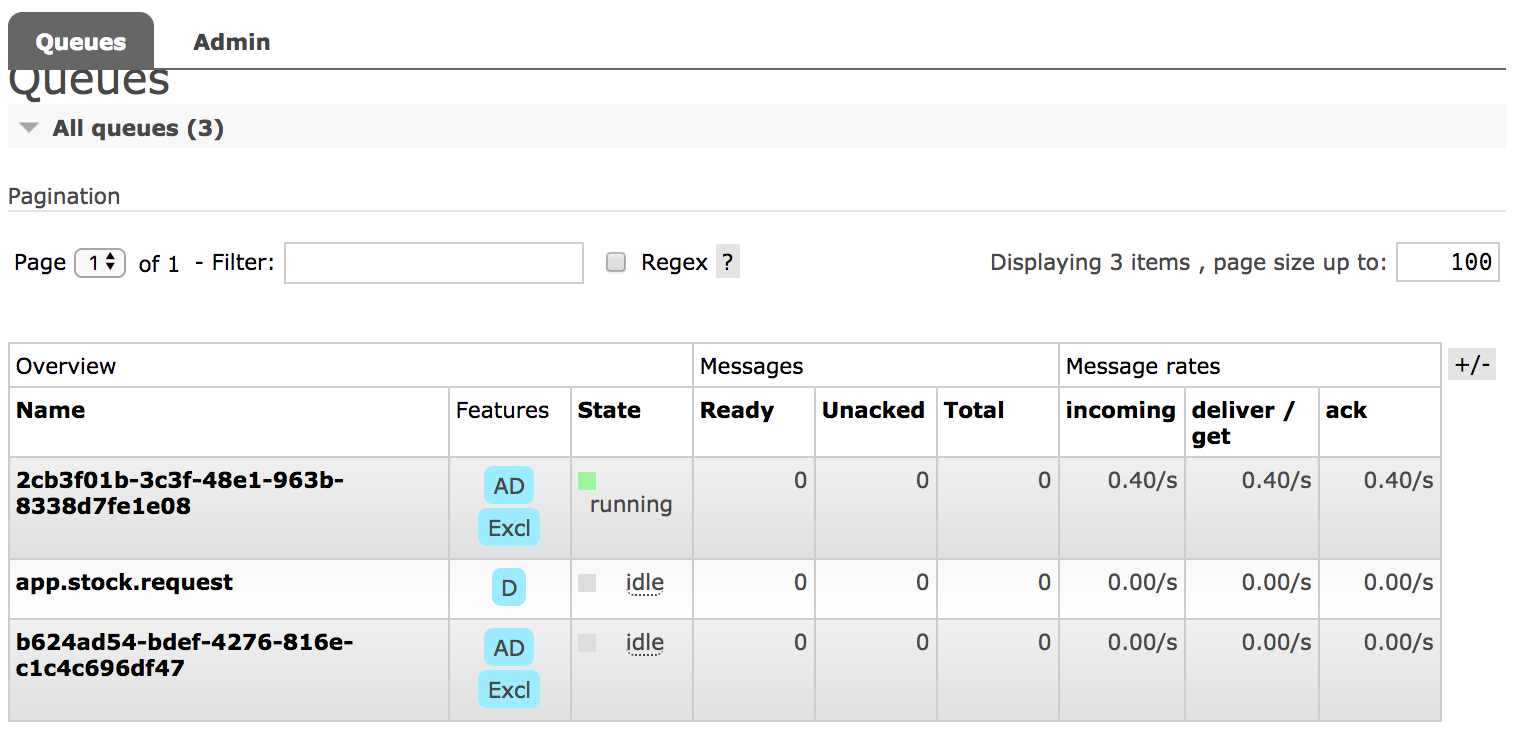 Queues Admin
Queues
All queues (3)
Pagination
Page 1 of 1 - Filter: Regex ? Displaying 3 items , page size up to: 100
Overview Messages Message rates +/-
Name Features State Ready Unacked Total incoming deliver / ack
get
2cb3f01b-3c3f-48e1-963b- AD 0 0 0 0.40/s 0.40/s 0.40/s
8338d7fe1e08 Excl running
app.stock.request D idle 0 0 0 0.00/s 0.00/s 0.00/s
b624ad54-bdef-4276-816e- AD idle 0 0 0 0.00/s 0.00/s 0.00/s
c1c4c696df47 Excl